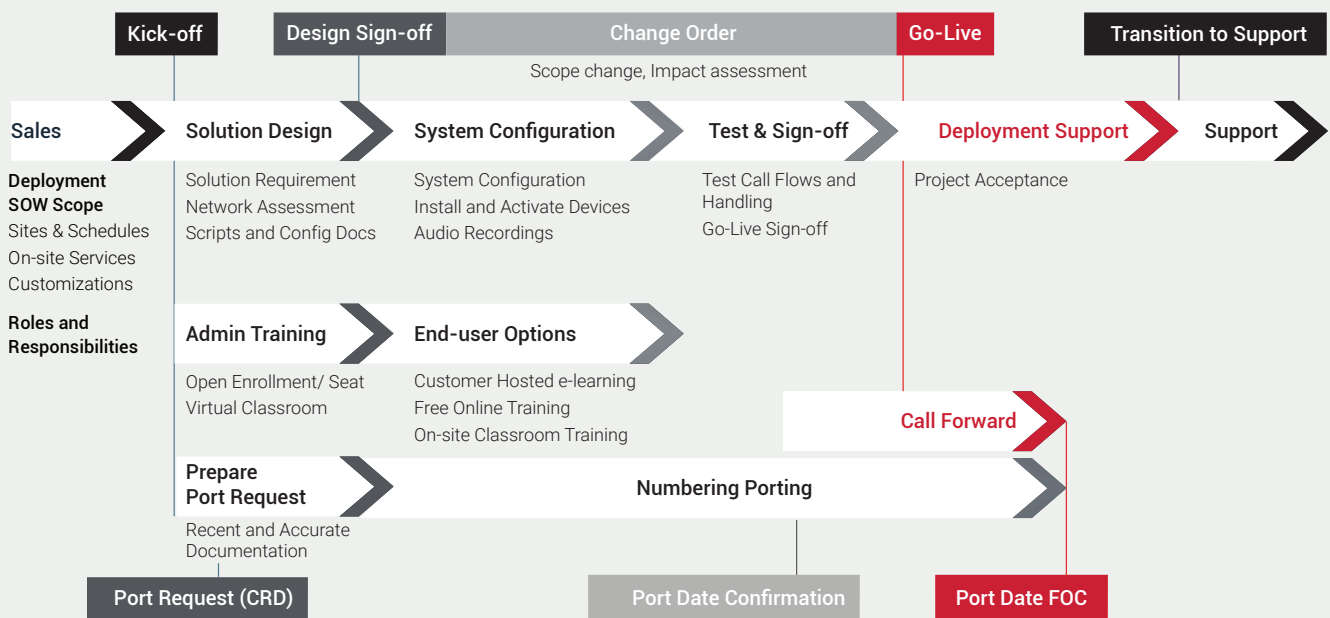 Kick-off
Design Sign-off
Change Order
Go-Live
Transition to Support
Scope change, Impact assessment
Sales
Solution Design
System Configuration
Test & Sign-off
Deployment Support
Support
Deployment
SOW Scope
Sites & Schedules
On-site Services
Customizations
Roles and
Responsibilities
Solution Requirement
Network Assessment
Scripts and Config Docs
System Configuration
Install and Activate Devices
Audio Recordings
Test Call Flows and
Handling
Go-Live Sign-off
Project Acceptance
Admin Training
End-user Options
Open Enrollment/ Seat
Virtual Classroom
Customer Hosted e-learning
Free Online Training
On-site Classroom Training
Call Forward
Prepare
Port Request
Numbering Porting
Recent and Accurate
Documentation
Port Request (CRD)
Port Date Confirmation
Port Date FOC